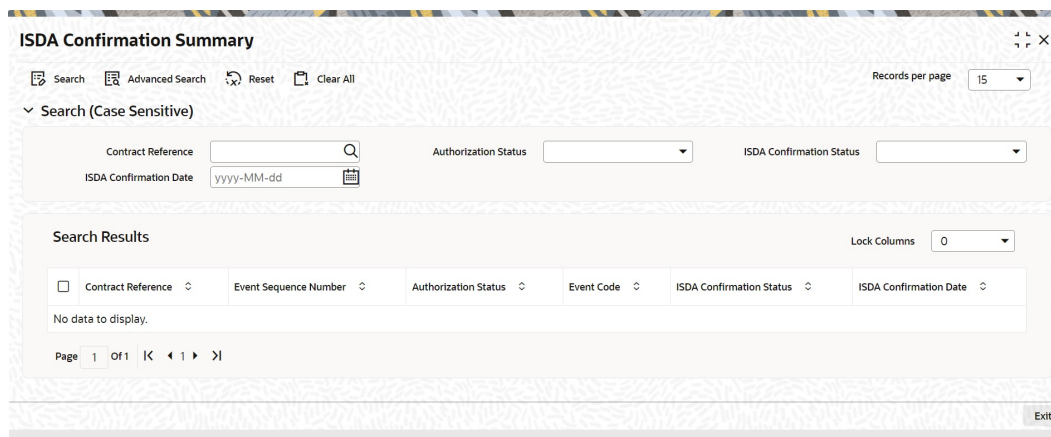 ISDA Confirmation Summary
Search Advanced Search Reset Clear All Records per page 15
Search (Case Sensitive)
Contract Reference Authorization Status ISDA Confirmation Status
ISDA Confirmation Date yyyy-MM-dd
Search Results Lock Columns 0
Contract Reference Event Sequence Number Authorization Status Event Code ISDA Confirmation Status ISDA Confirmation Date
No data to display.
Page 1 Of 1 1
Exit